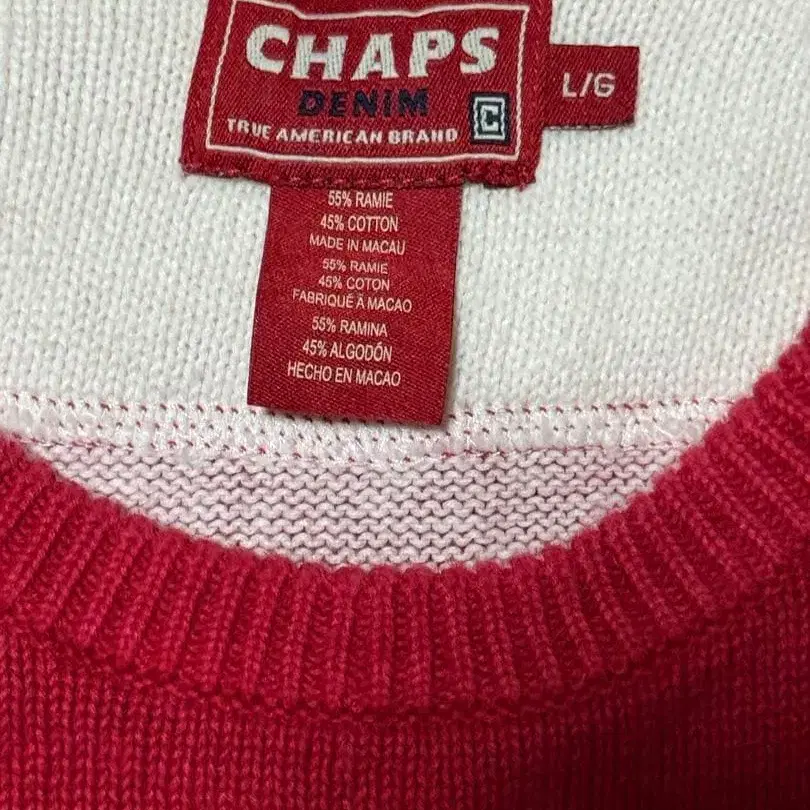 CHAPS
DENIM
TRUE AMERICAN BRAND
C
L/G
55% RAMIE
45% COTTON
MADE IN MACAU
55% RAMIE
45% COTON
FABRIQUÉ À MACAO
55% RAMINA
45% ALGODÓN
HECHO EN MACAO